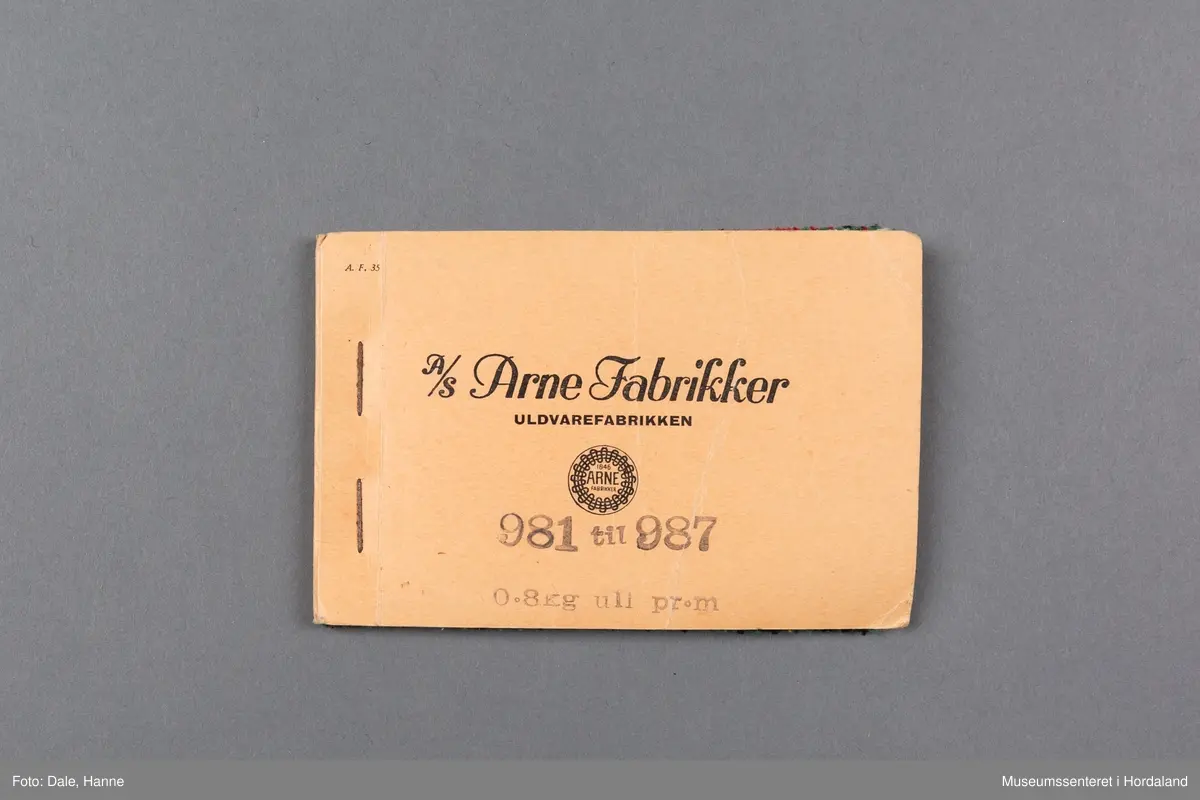 A. F. 35
A/S Arne Fabrikker
ULDVAREFABRIKKEN
1846
ARNE
FABRIKKER
981 til 987
0.8kg ull pr.m
Foto: Dale, Hanne
Museumssenteret i Hordaland